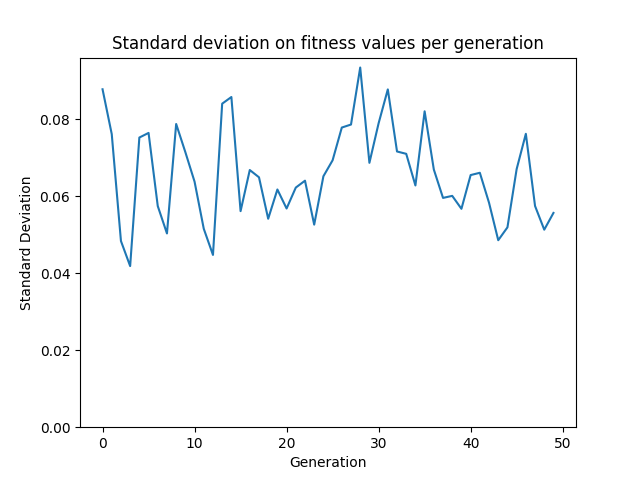 Standard deviation on fitness values per generation
Standard Deviation
0.08
0.06
0.04
0.02
0.00
0 10 20 30 40 50
Generation